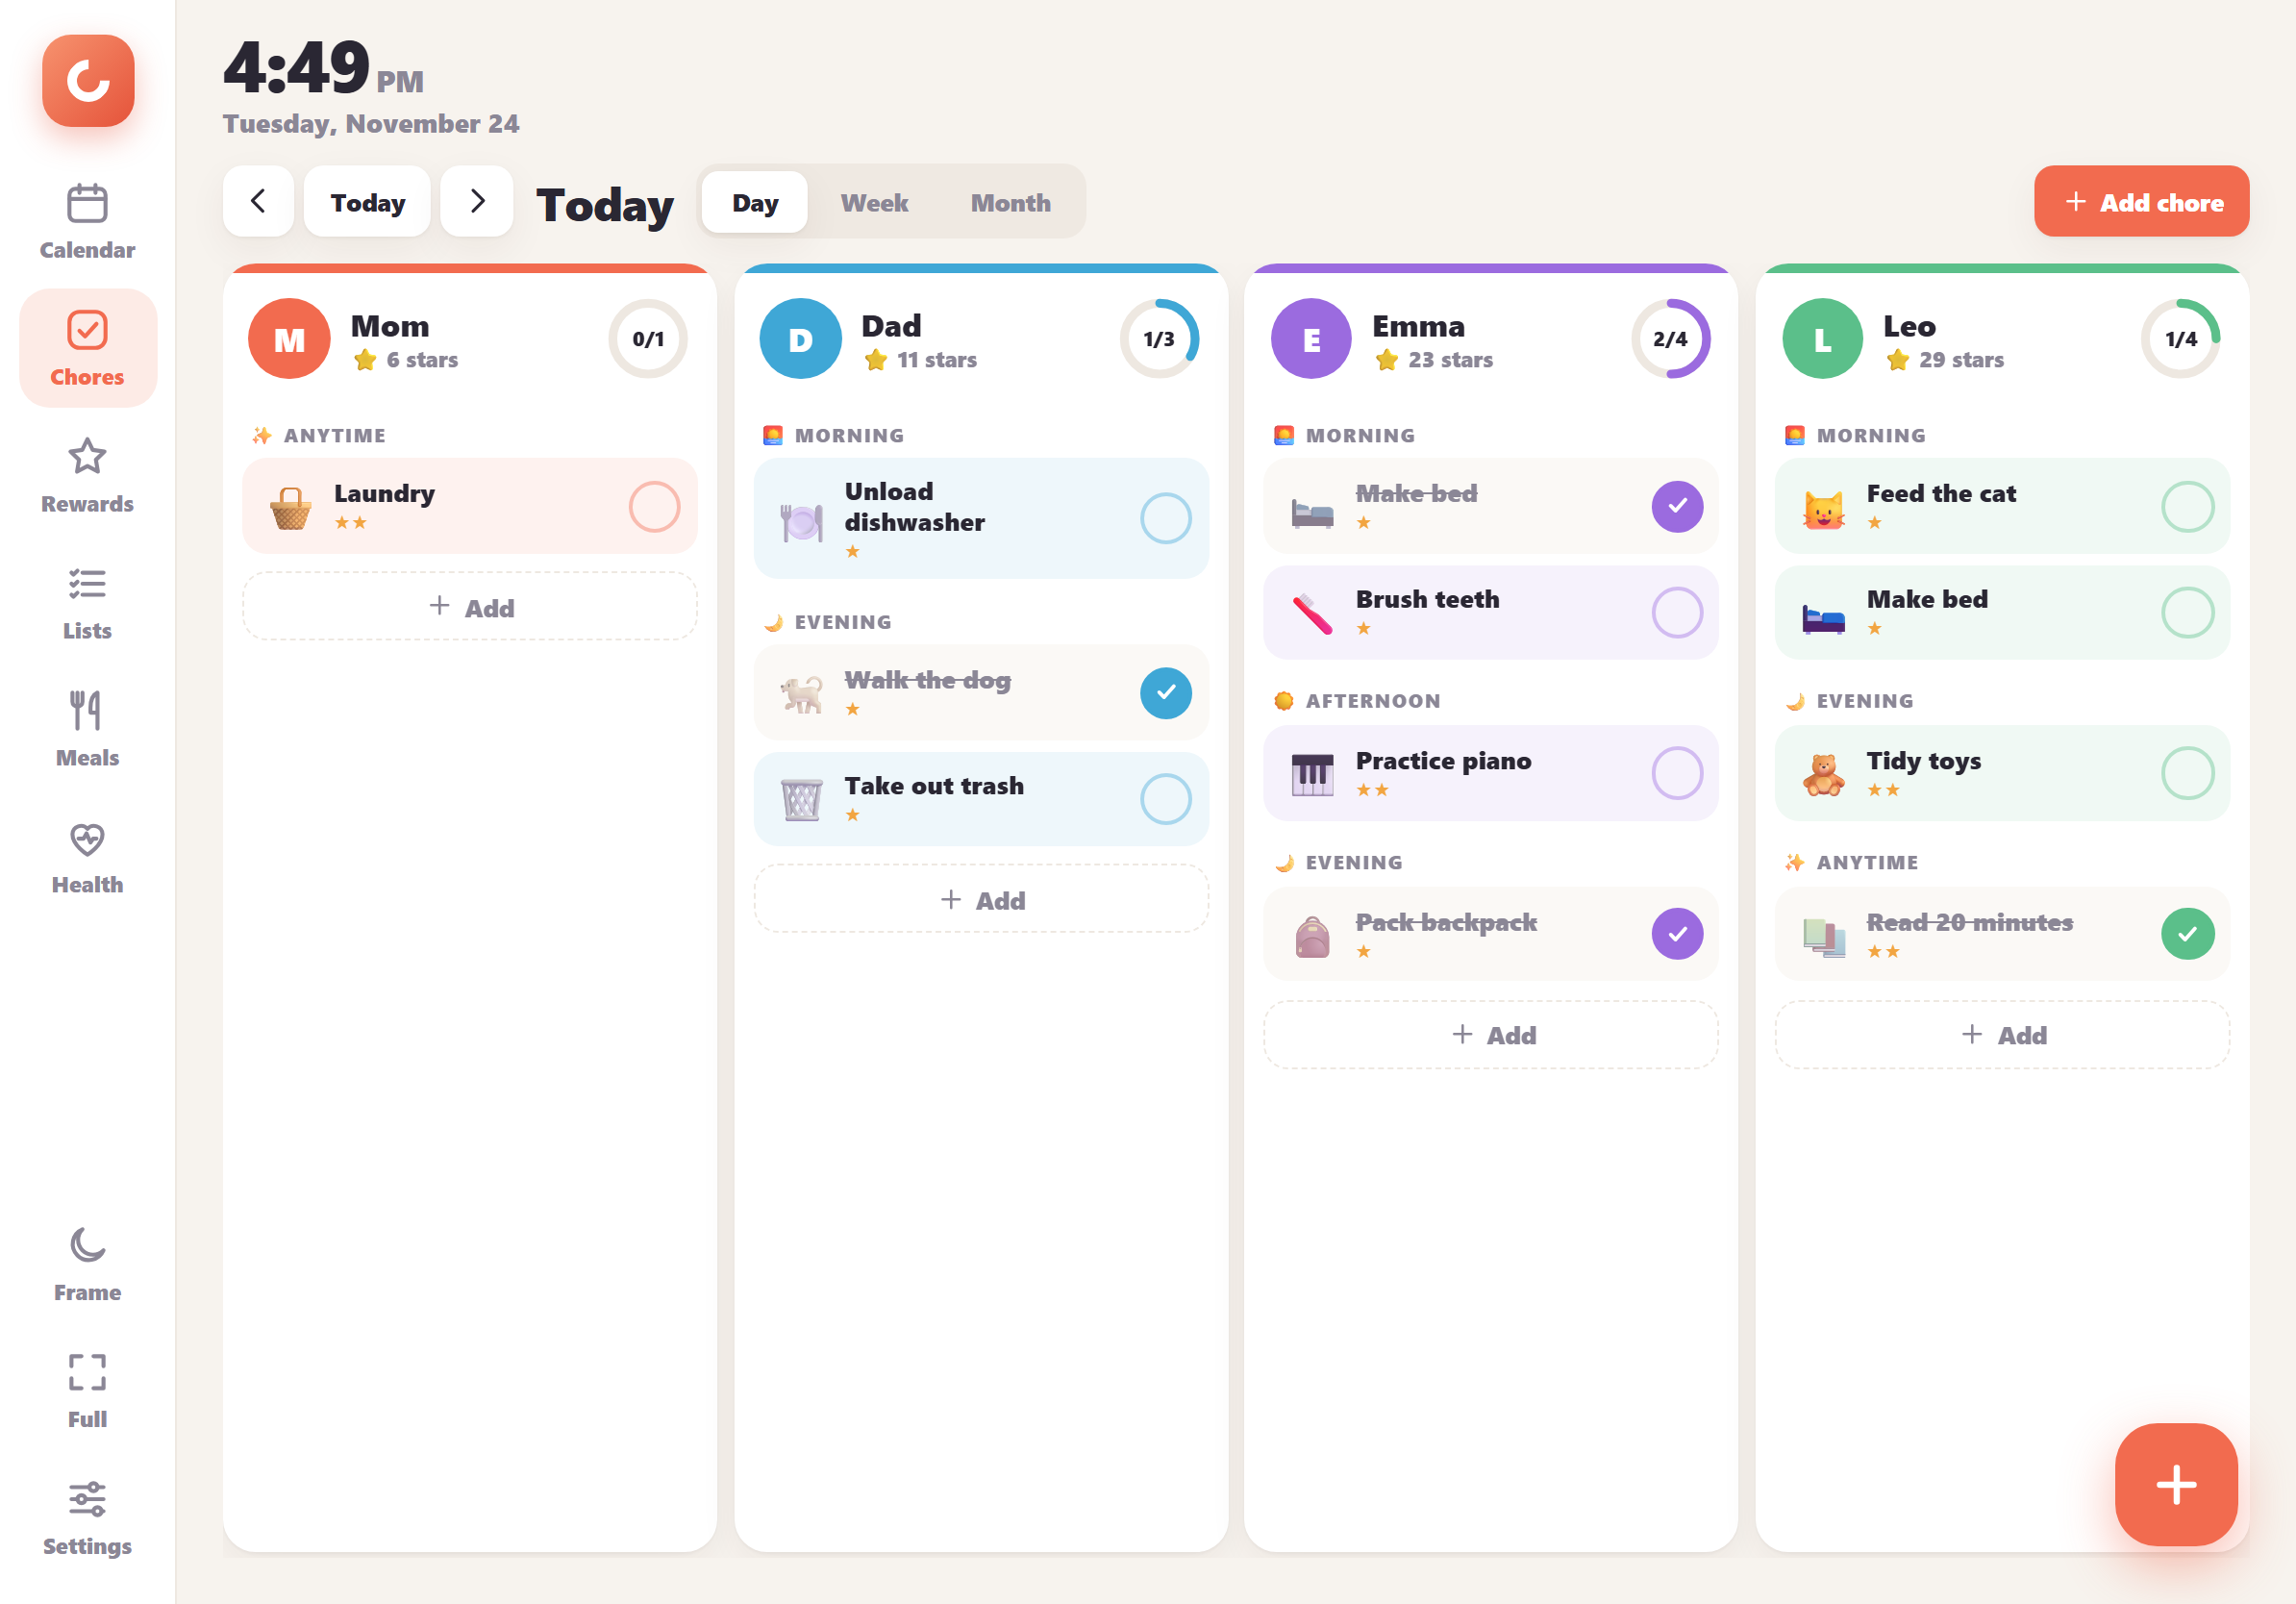 4:49 PM
Tuesday, November 24
Today
Today
Day
Week
Month
+ Add chore
Calendar
Chores
Rewards
Lists
Meals
Health
Frame
Full
Settings
M
Mom
6 stars
0/1
ANYTIME
Laundry
+ Add
D
Dad
11 stars
1/3
MORNING
Unload
dishwasher
EVENING
Walk the dog
Take out trash
+ Add
E
Emma
23 stars
2/4
MORNING
Make bed
Brush teeth
AFTERNOON
Practice piano
EVENING
Pack backpack
+ Add
L
Leo
29 stars
1/4
MORNING
Feed the cat
Make bed
EVENING
Tidy toys
ANYTIME
Read 20 minutes
+ Add